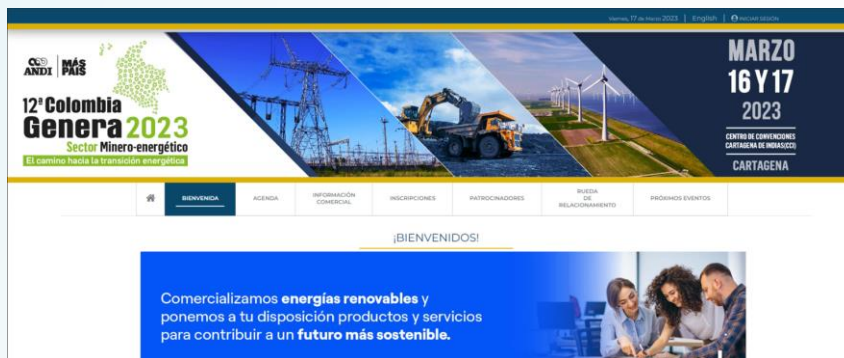 Viernes, 17 de Marzo 2023 | English | INICIAR SESIÓN
ANDI | MÁS PAÍS
12ª Colombia
Genera 2023
Sector Minero-energético
El camino hacia la transición energética
MARZO
16 Y 17
2023
CENTRO DE CONVENCIONES
CARTAGENA DE INDIAS(CCI)
CARTAGENA
BIENVENIDA
AGENDA
INFORMACIÓN
COMERCIAL
INSCRIPCIONES
PATROCINADORES
RUEDA
DE
RELACIONAMIENTO
PRÓXIMOS EVENTOS
¡BIENVENIDOS!
Comercializamos energías renovables y
ponemos a tu disposición productos y servicios
para contribuir a un futuro más sostenible.